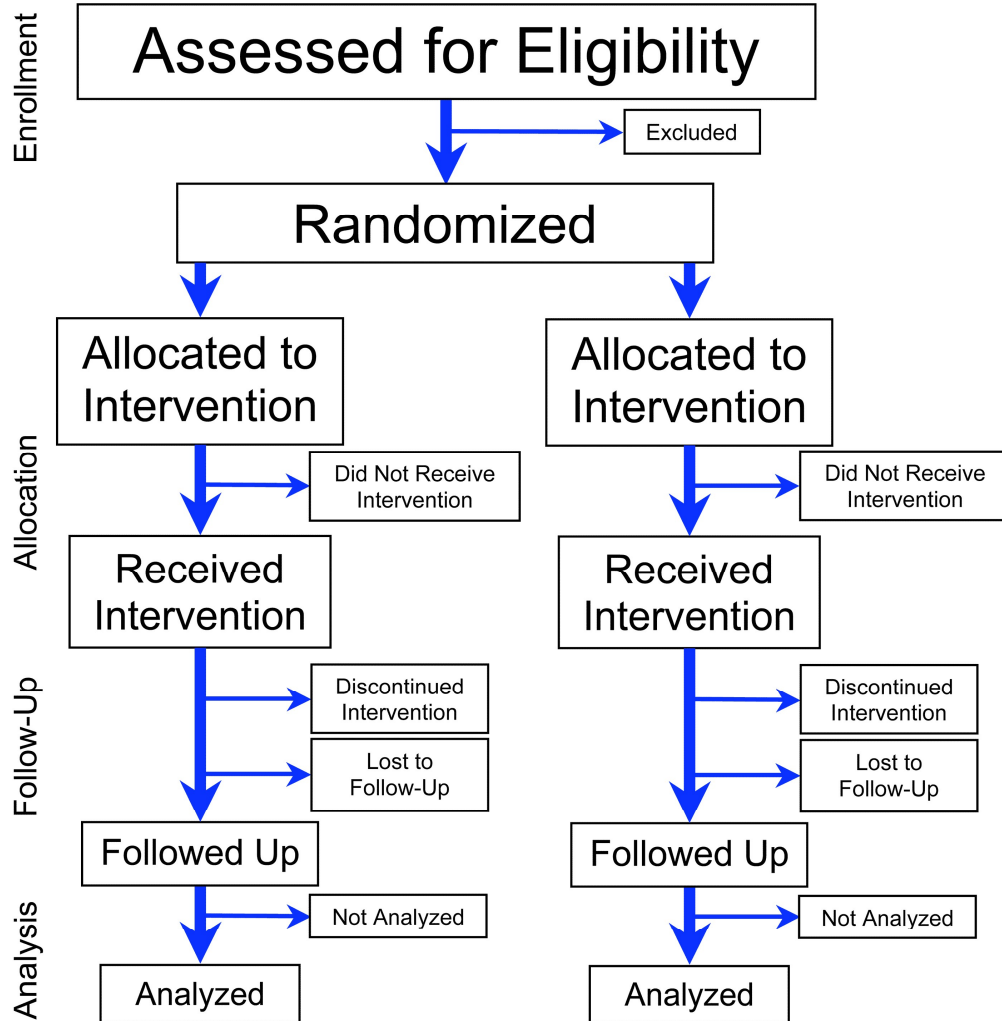 Enrollment
Assessed for Eligibility
Excluded
Randomized
Allocation
Allocated to
Intervention
Did Not Receive
Intervention
Received
Intervention
Allocated to
Intervention
Did Not Receive
Intervention
Received
Intervention
Follow-Up
Discontinued
Intervention
Lost to
Follow-Up
Followed Up
Discontinued
Intervention
Lost to
Follow-Up
Followed Up
Analysis
Not Analyzed
Analyzed
Not Analyzed
Analyzed